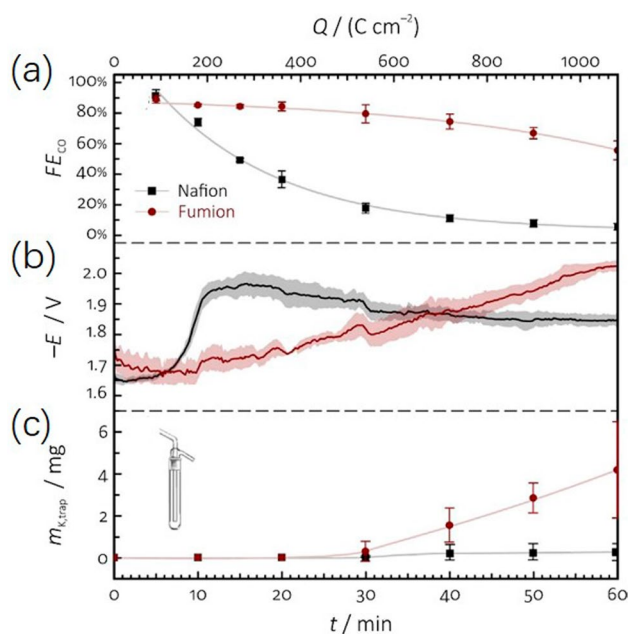 Q / (C cm⁻²)
0 200 400 600 800 1000
(a)
100%
80%
60%
40%
20%
0%
FE_CO
Nafion
Fumion
(b)
2.0
1.9
1.8
1.7
1.6
−E / V
(c)
6
4
2
0
m_K,trap / mg
0 10 20 30 40 50 60
t / min